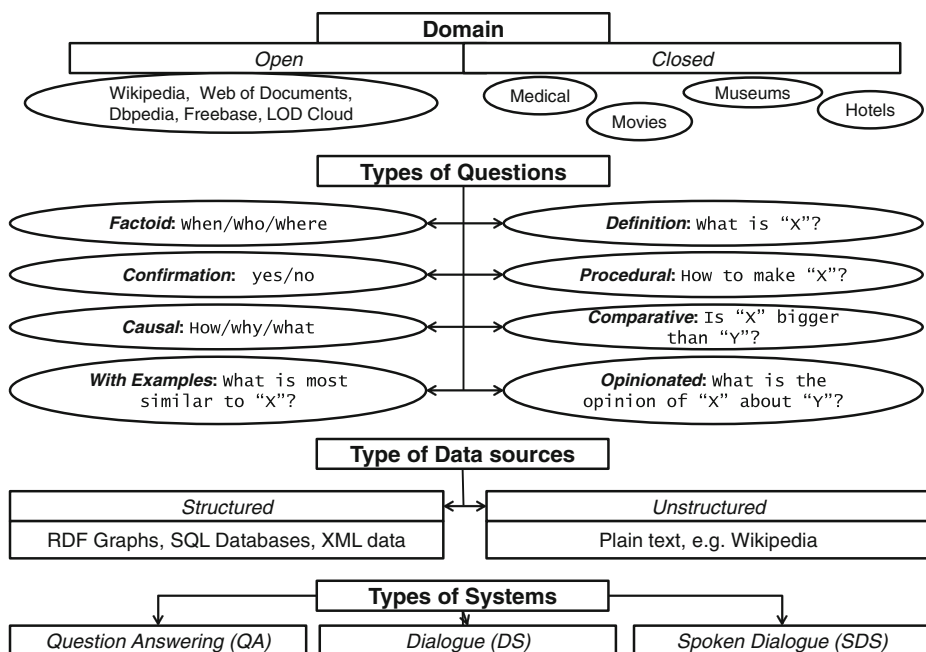 Domain
Open
Closed
Wikipedia, Web of Documents,
Dbpedia, Freebase, LOD Cloud
Medical
Movies
Museums
Hotels
Types of Questions
Factoid: When/Who/Where
Definition: What is “X”?
Confirmation: yes/no
Procedural: How to make “X”?
Causal: How/why/what
Comparative: Is “X” bigger
than “Y”?
With Examples: What is most
similar to “X”?
Opinionated: What is the
opinion of “X” about “Y”?
Type of Data sources
Structured
Unstructured
RDF Graphs, SQL Databases, XML data
Plain text, e.g. Wikipedia
Types of Systems
Question Answering (QA)
Dialogue (DS)
Spoken Dialogue (SDS)